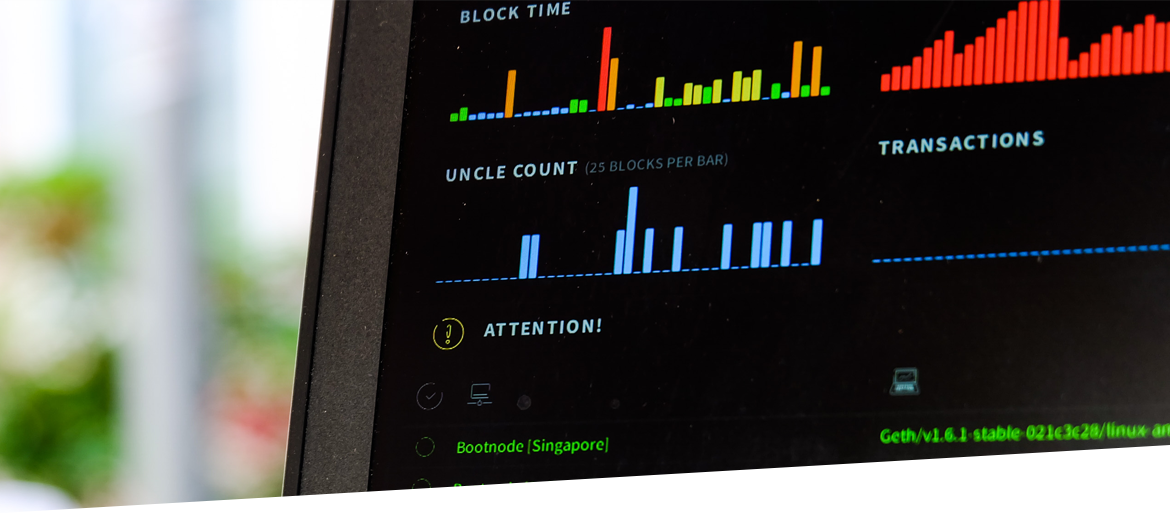 BLOCK TIME
UNCLE COUNT (25 BLOCKS PER BAR)
TRANSACTIONS
ATTENTION!
Bootnode [Singapore]
Geth/v1.6.1-stable-021c3c28/linux-